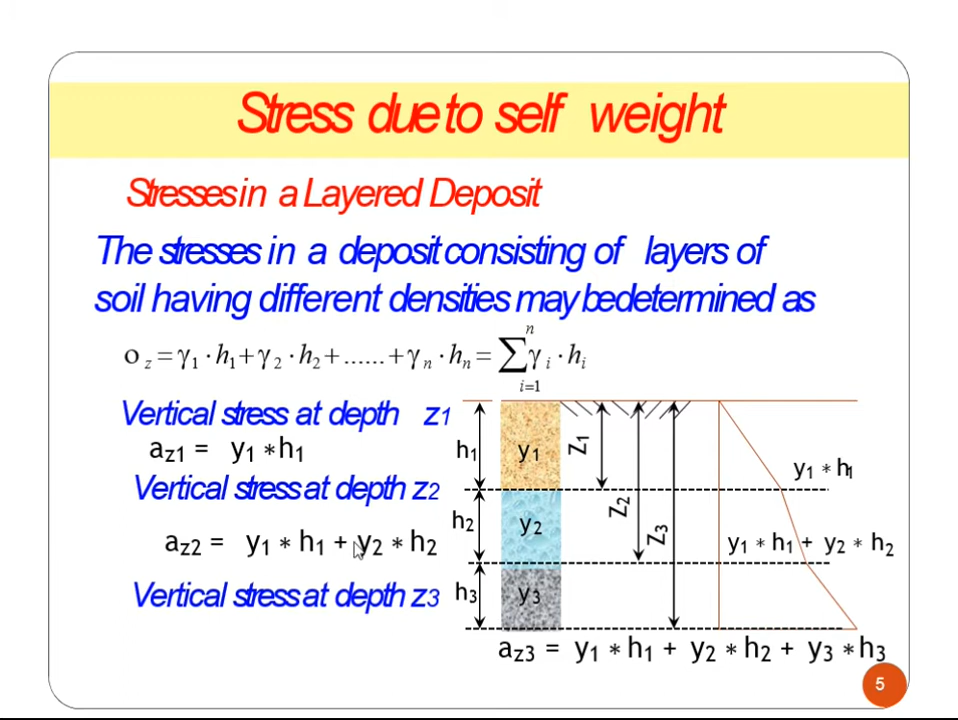 Stress due to self weight
Stresses in a Layered Deposit
The stresses in a deposit consisting of layers of
soil having different densities may be determined as
o z = γ1 · h1 + γ2 · h2 + ...... + γn · hn = ∑ i=1 n γi · hi
Vertical stress at depth z1
az1 = y1 * h1
Vertical stress at depth z2
az2 = y1 * h1 + y2 * h2
Vertical stress at depth z3
h1
y1
Z1
y1 * h1
h2
y2
Z2
Z3
y1 * h1 + y2 * h2
h3
y3
az3 = y1 * h1 + y2 * h2 + y3 * h3
5